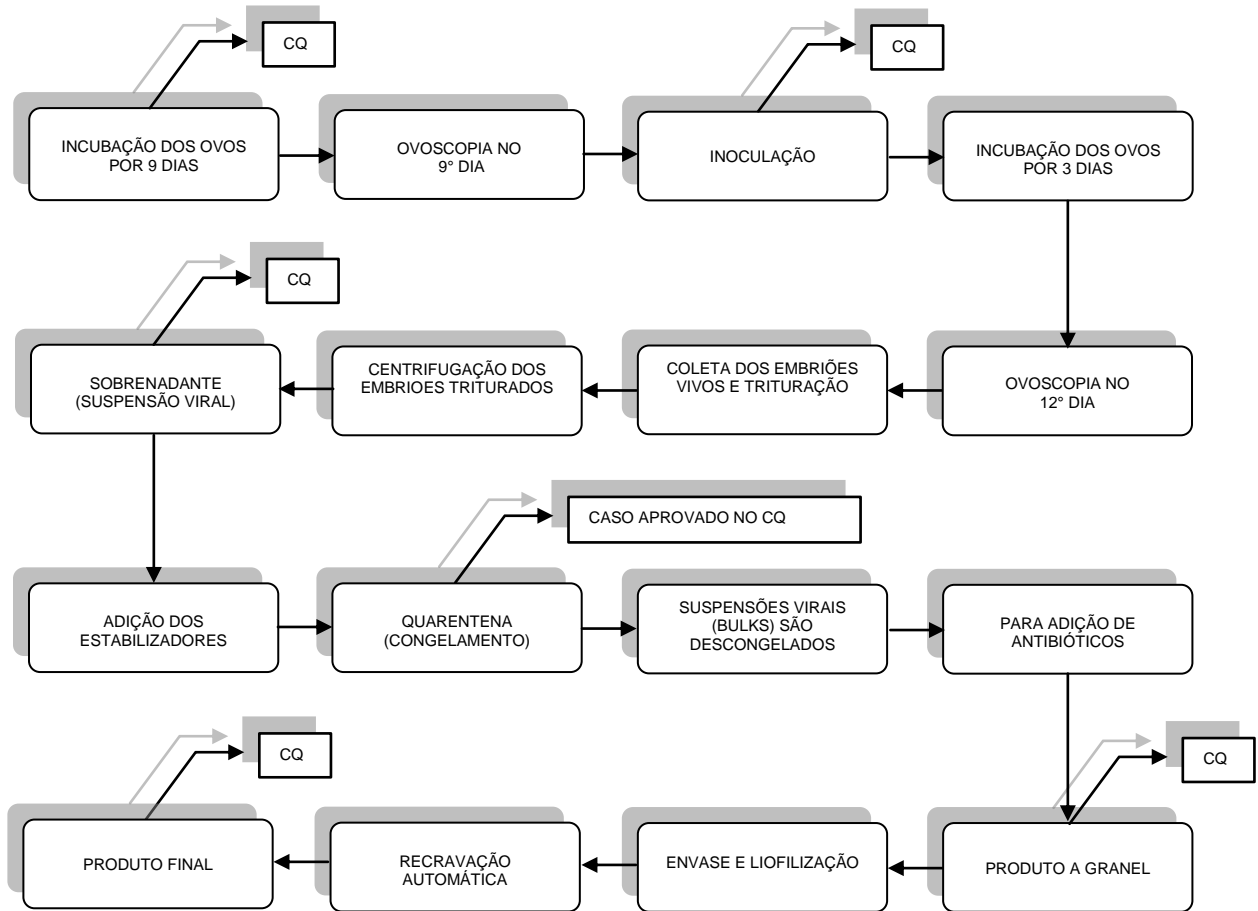 CQ
CQ
INCUBAÇÃO DOS OVOS
POR 9 DIAS
OVOSCOPIA NO
9° DIA
INOCULAÇÃO
INCUBAÇÃO DOS OVOS
POR 3 DIAS
CQ
SOBRENADANTE
(SUSPENSÃO VIRAL)
CENTRIFUGAÇÃO DOS
EMBRIOES TRITURADOS
COLETA DOS EMBRIÕES
VIVOS E TRITURAÇÃO
OVOSCOPIA NO
12° DIA
CASO APROVADO NO CQ
ADIÇÃO DOS
ESTABILIZADORES
QUARENTENA
(CONGELAMENTO)
SUSPENSÕES VIRAIS
(BULKS) SÃO
DESCONGELADOS
PARA ADIÇÃO DE
ANTIBIÓTICOS
CQ
CQ
PRODUTO FINAL
RECRAVAÇÃO
AUTOMÁTICA
ENVASE E LIOFILIZAÇÃO
PRODUTO A GRANEL